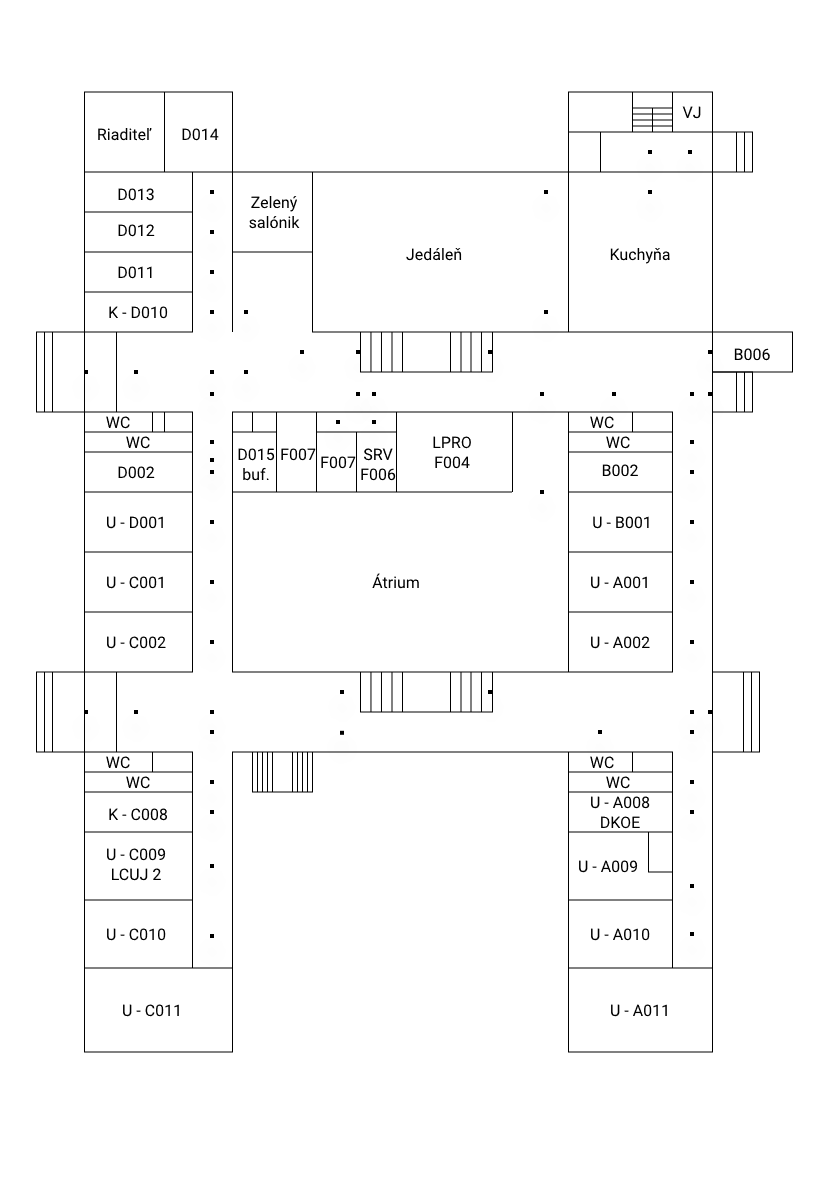 VJ
Riaditeľ
D014
D013
Zelený
salónik
D012
Jedáleň
Kuchyňa
D011
K - D010
B006
WC
WC
WC
WC
D015
buf.
F007
F007
SRV
F006
LPRO
F004
D002
B002
U - D001
U - B001
U - C001
Átrium
U - A001
U - C002
U - A002
WC
WC
WC
WC
K - C008
U - A008
DKOE
U - C009
LCUJ 2
U - A009
U - C010
U - A010
U - C011
U - A011